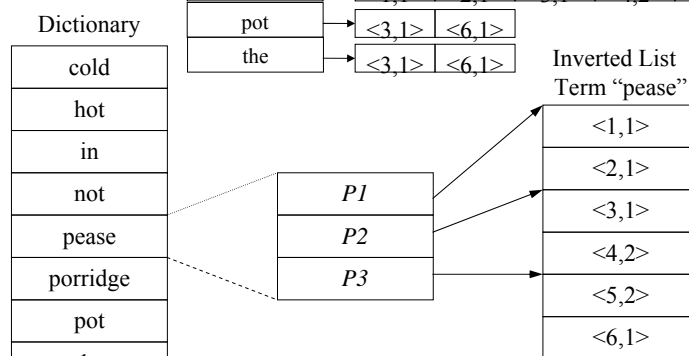 pot <3,1> <6,1>
the <3,1> <6,1>
Dictionary
cold
hot
in
not
pease
porridge
pot
P1
P2
P3
Inverted List
Term “pease”
<1,1>
<2,1>
<3,1>
<4,2>
<5,2>
<6,1>